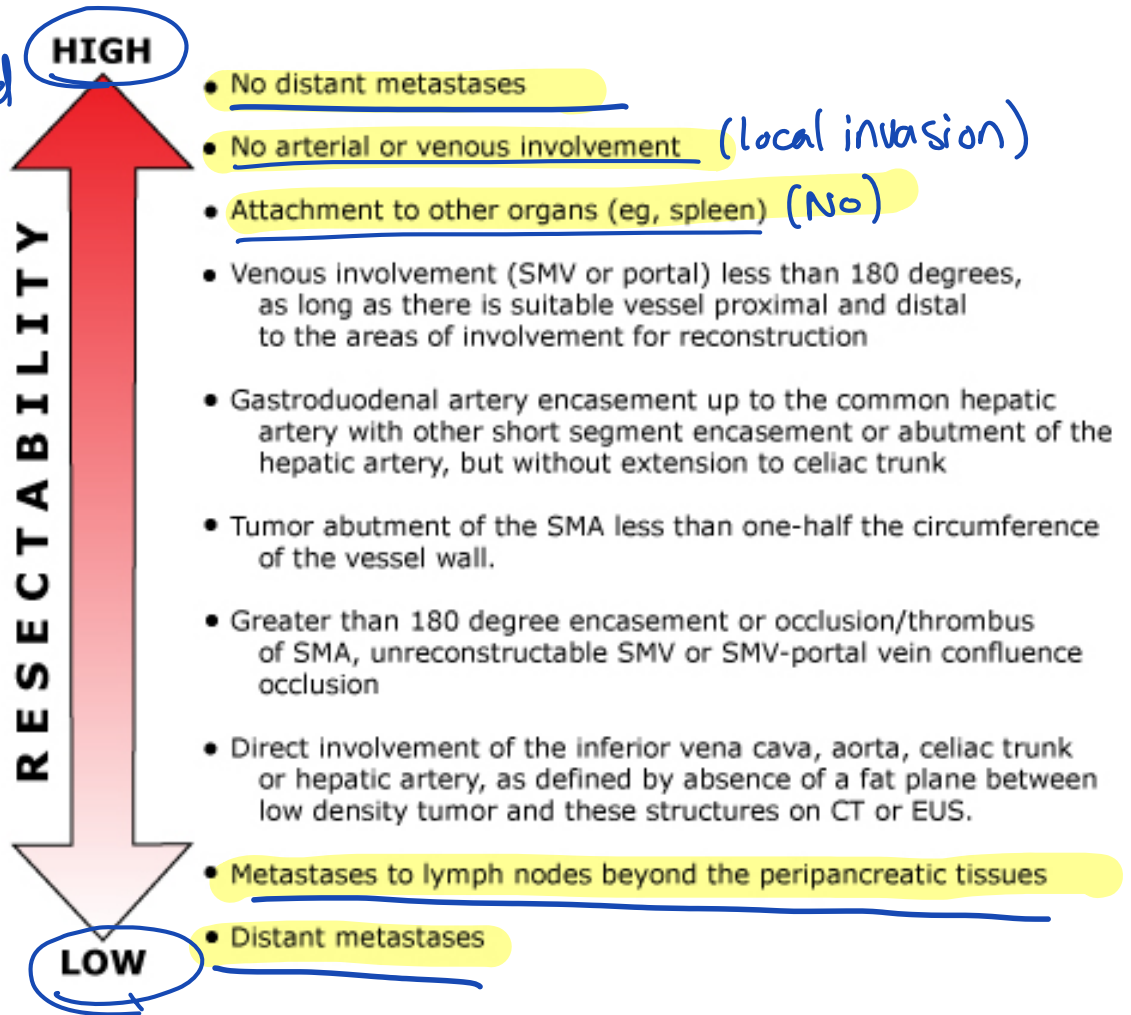 HIGH
• No distant metastases
• No arterial or venous involvement (local invasion)
• Attachment to other organs (eg, spleen) (No)
• Venous involvement (SMV or portal) less than 180 degrees,
as long as there is suitable vessel proximal and distal
to the areas of involvement for reconstruction
• Gastroduodenal artery encasement up to the common hepatic
artery with other short segment encasement or abutment of the
hepatic artery, but without extension to celiac trunk
• Tumor abutment of the SMA less than one-half the circumference
of the vessel wall.
• Greater than 180 degree encasement or occlusion/thrombus
of SMA, unreconstructable SMV or SMV-portal vein confluence
occlusion
• Direct involvement of the inferior vena cava, aorta, celiac trunk
or hepatic artery, as defined by absence of a fat plane between
low density tumor and these structures on CT or EUS.
• Metastases to lymph nodes beyond the peripancreatic tissues
• Distant metastases
LOW
RESECTABILITY